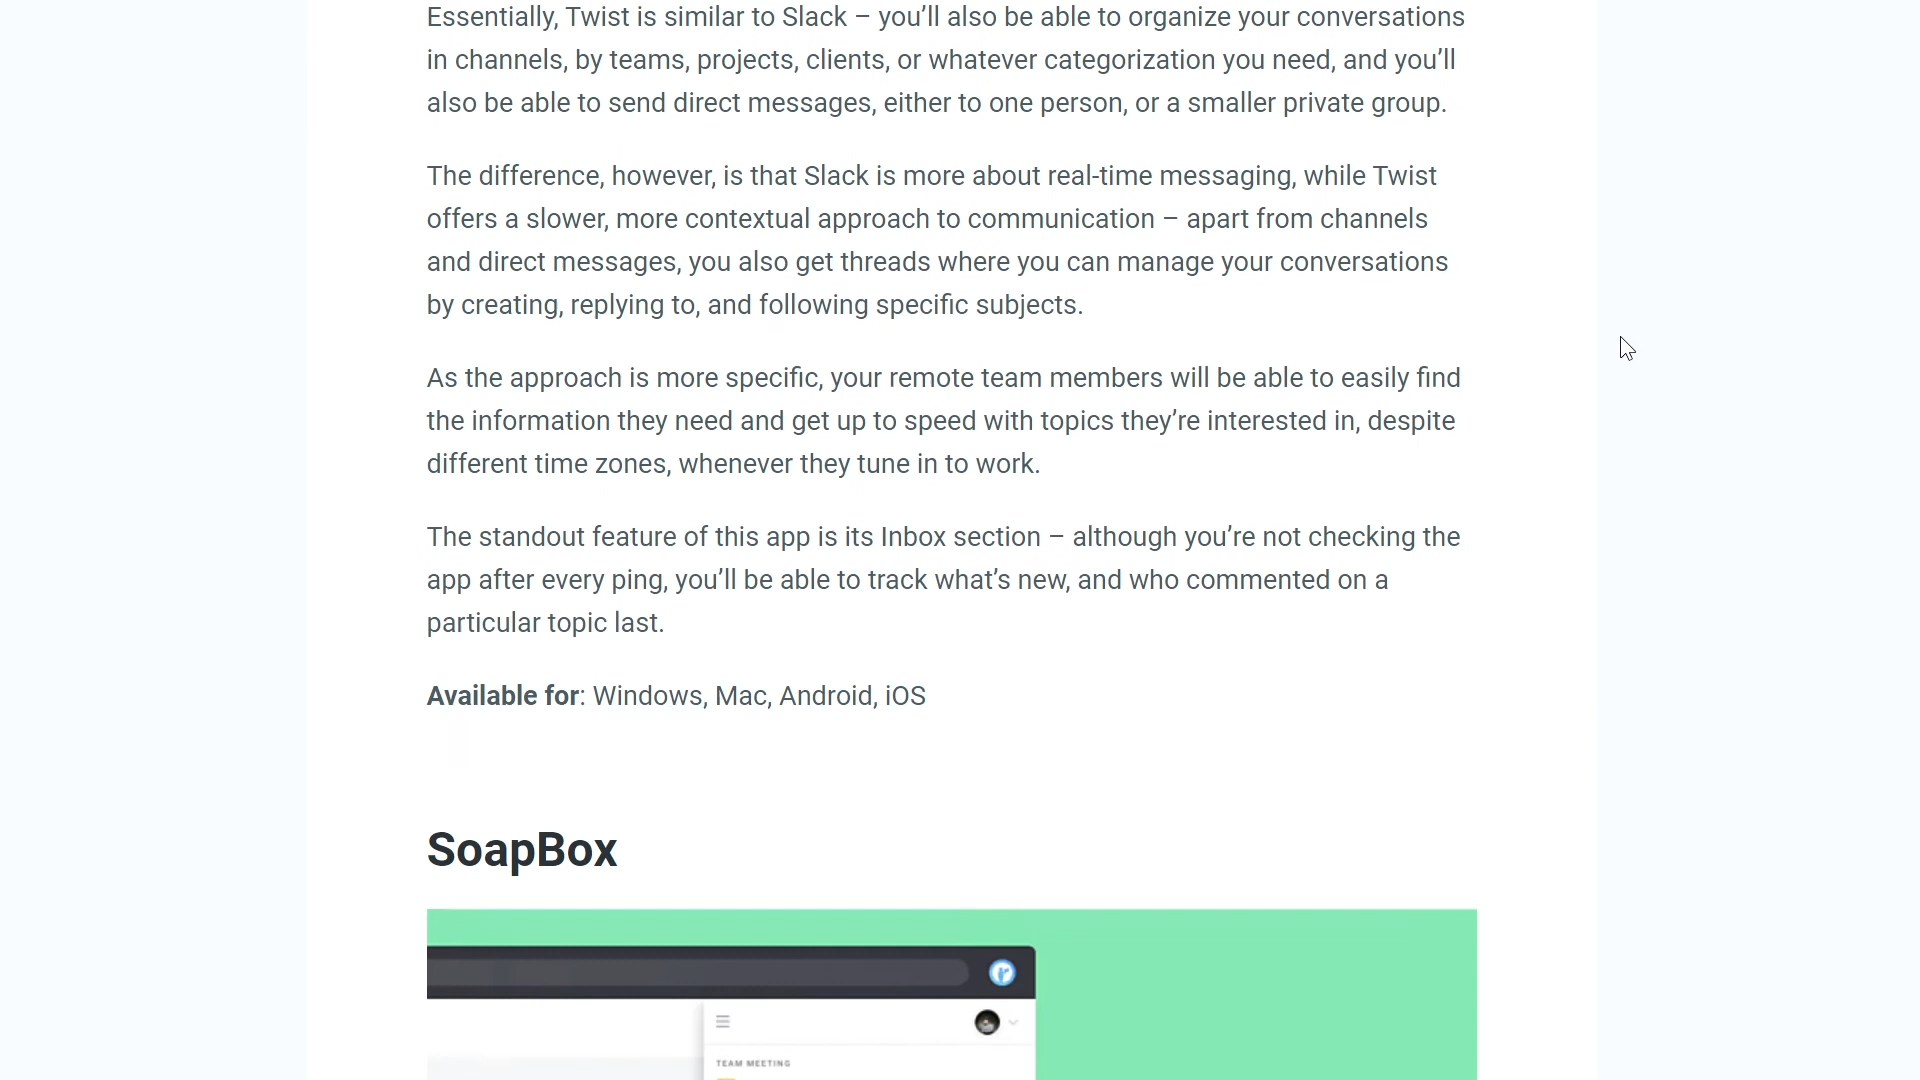 Essentially, Twist is similar to Slack – you’ll also be able to organize your conversations
in channels, by teams, projects, clients, or whatever categorization you need, and you’ll
also be able to send direct messages, either to one person, or a smaller private group.
The difference, however, is that Slack is more about real-time messaging, while Twist
offers a slower, more contextual approach to communication – apart from channels
and direct messages, you also get threads where you can manage your conversations
by creating, replying to, and following specific subjects.
As the approach is more specific, your remote team members will be able to easily find
the information they need and get up to speed with topics they’re interested in, despite
different time zones, whenever they tune in to work.
The standout feature of this app is its Inbox section – although you’re not checking the
app after every ping, you’ll be able to track what’s new, and who commented on a
particular topic last.
Available for: Windows, Mac, Android, iOS
SoapBox
TEAM MEETING